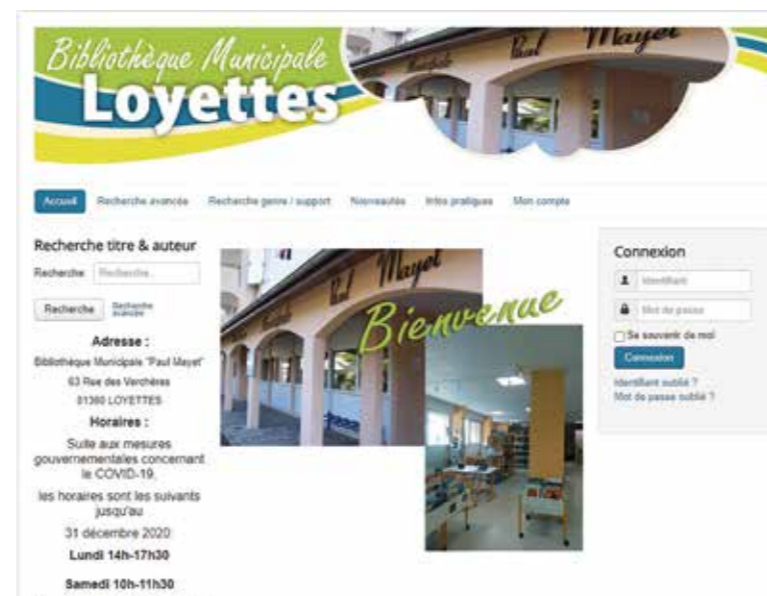 Bibliothèque Municipale
Loyettes
Municipale Paul Mayet
Accueil Recherche avancée Recherche genre / support Nouveautés Infos pratiques Mon compte
Recherche titre & auteur
Recherche Recherche...
Recherche Recherche avancée
Adresse :
Bibliothèque Municipale "Paul Mayet"
63 Rue des Verchères
01360 LOYETTES
Horaires :
Suite aux mesures
gouvernementales concernant
le COVID-19,
les horaires sont les suivants
jusqu'au
31 décembre 2020:
Lundi 14h-17h30
Samedi 10h-11h30
Municipale Paul Mayet
Bienvenue
Connexion
Identifiant
Mot de passe
Se souvenir de moi
Connexion
Identifiant oublié ?
Mot de passe oublié ?